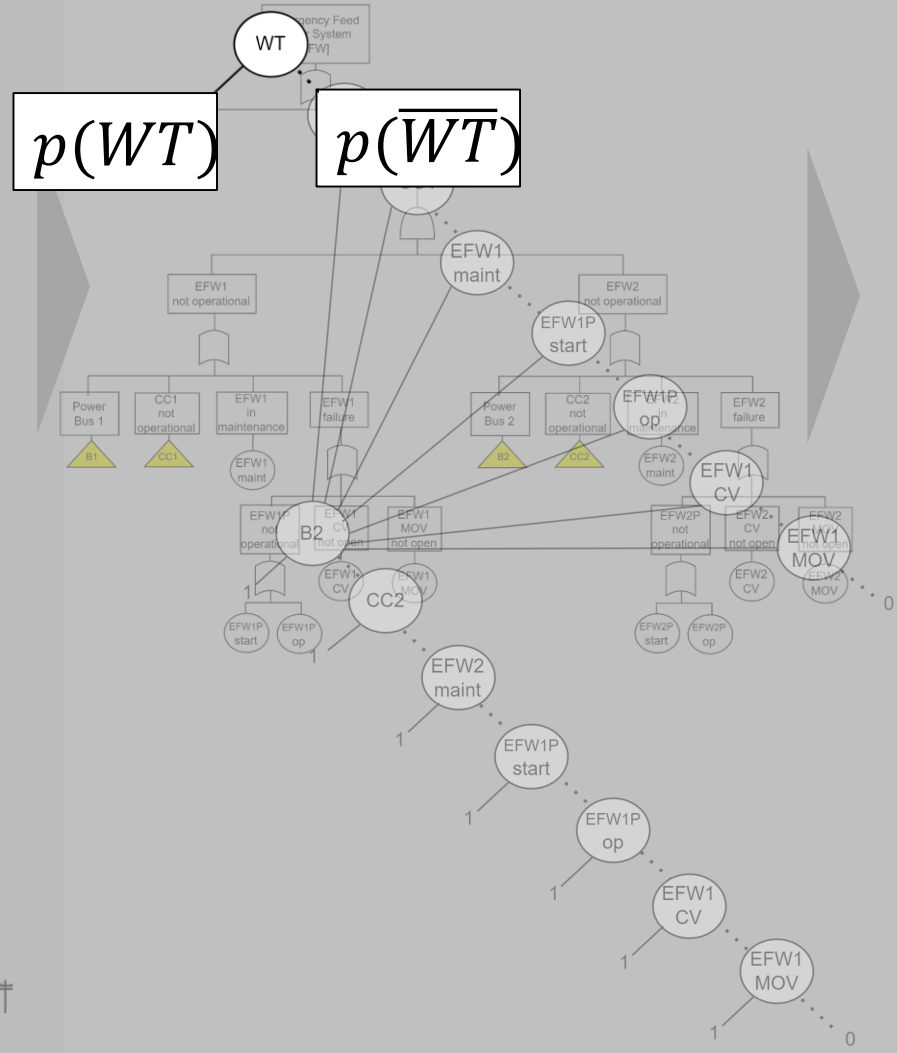 WT
gency Feed
System
FW]
p(WT)
p(\overline{WT})
EFW1
maint
EFW1
not operational
EFW2
not operational
EFW1P
start
Power
Bus 1
CC1
not
operational
EFW1
in
maintenance
EFW1
failure
Power
Bus 2
CC2
not
operational
EFW1P
op
EFW2
failure
B1
CC1
EFW1
maint
B2
CC2
EFW2
maint
EFW1
CV
EFW1P
not
operational
B2
EFW1
CV
not open
EFW1
MOV
not open
EFW2P
not
operational
EFW2
CV
not open
EFW2
MOV
not open
EFW1
MOV
1
EFW1
CV
EFW1
MOV
EFW2
CV
EFW2
MOV
0
CC2
EFW1P
start
EFW1P
op
1
EFW2P
start
EFW2P
op
EFW2
maint
1
EFW1P
start
1
EFW1P
op
1
EFW1
CV
1
EFW1
MOV
1
0